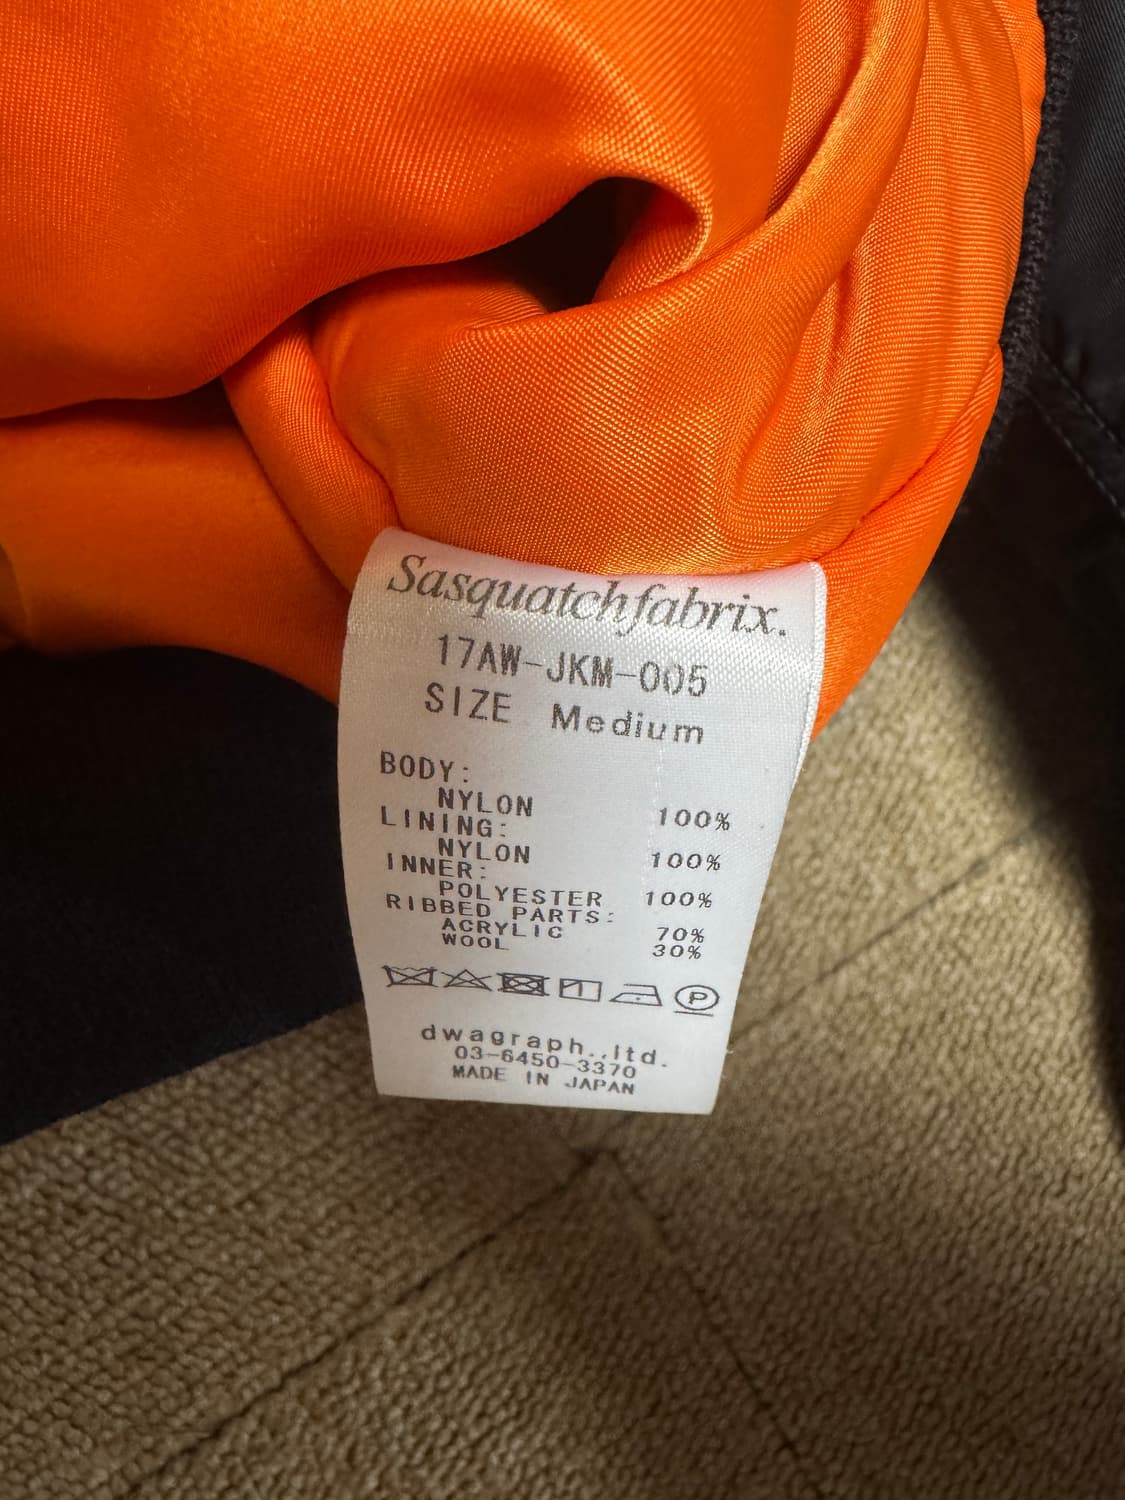 Sasquatchfabrix.
17AW-JKM-005
SIZE Medium
BODY:
NYLON 100%
LINING:
NYLON 100%
INNER:
POLYESTER 100%
RIBBED PARTS:
ACRYLIC 70%
WOOL 30%
P
dwagraph.,ltd.
03-6450-3370
MADE IN JAPAN